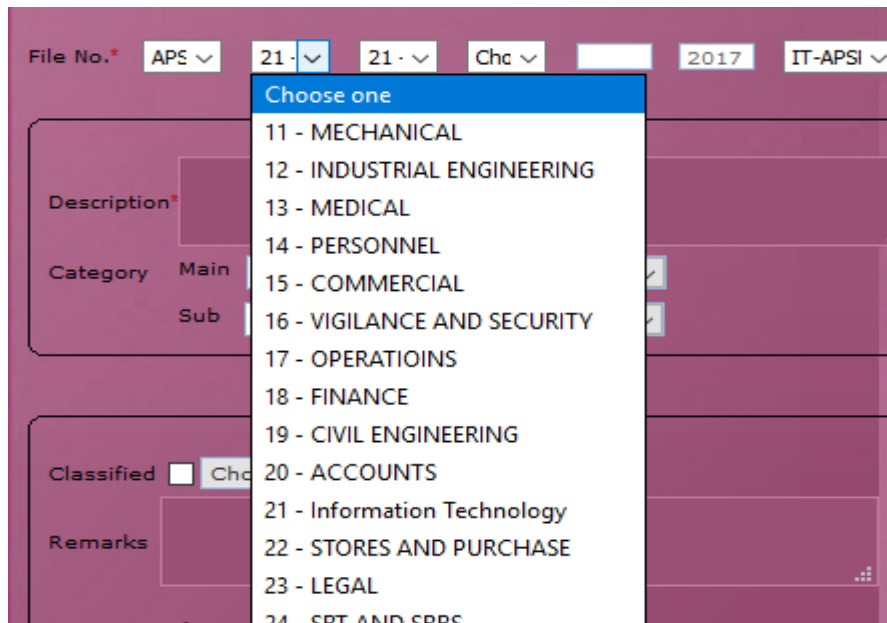 File No.* APS 21 - 21 - Cho 2017 IT-APSI
Choose one
11 - MECHANICAL
12 - INDUSTRIAL ENGINEERING
Description*
13 - MEDICAL
14 - PERSONNEL
Category Main
15 - COMMERCIAL
Sub
16 - VIGILANCE AND SECURITY
17 - OPERATIOINS
18 - FINANCE
19 - CIVIL ENGINEERING
Classified Cho
20 - ACCOUNTS
21 - Information Technology
Remarks
22 - STORES AND PURCHASE
23 - LEGAL